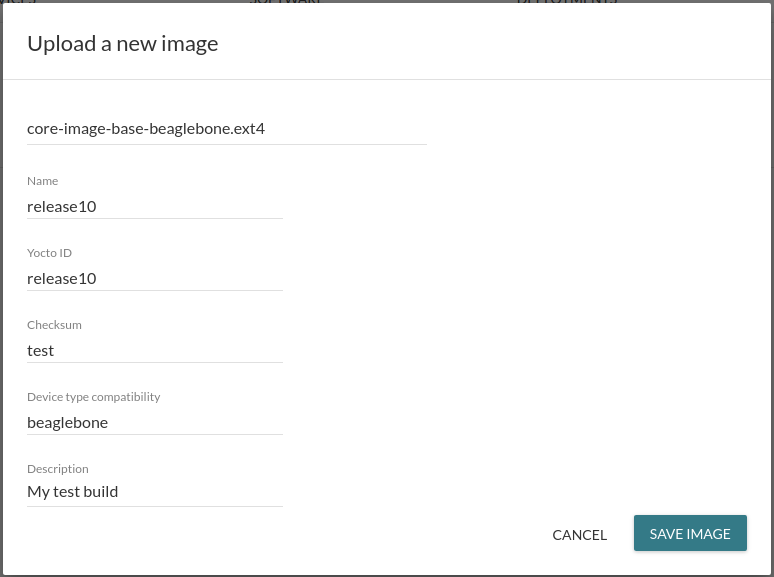 Upload a new image
core-image-base-beaglebone.ext4
Name
release10
Yocto ID
release10
Checksum
test
Device type compatibility
beaglebone
Description
My test build
CANCEL
SAVE IMAGE